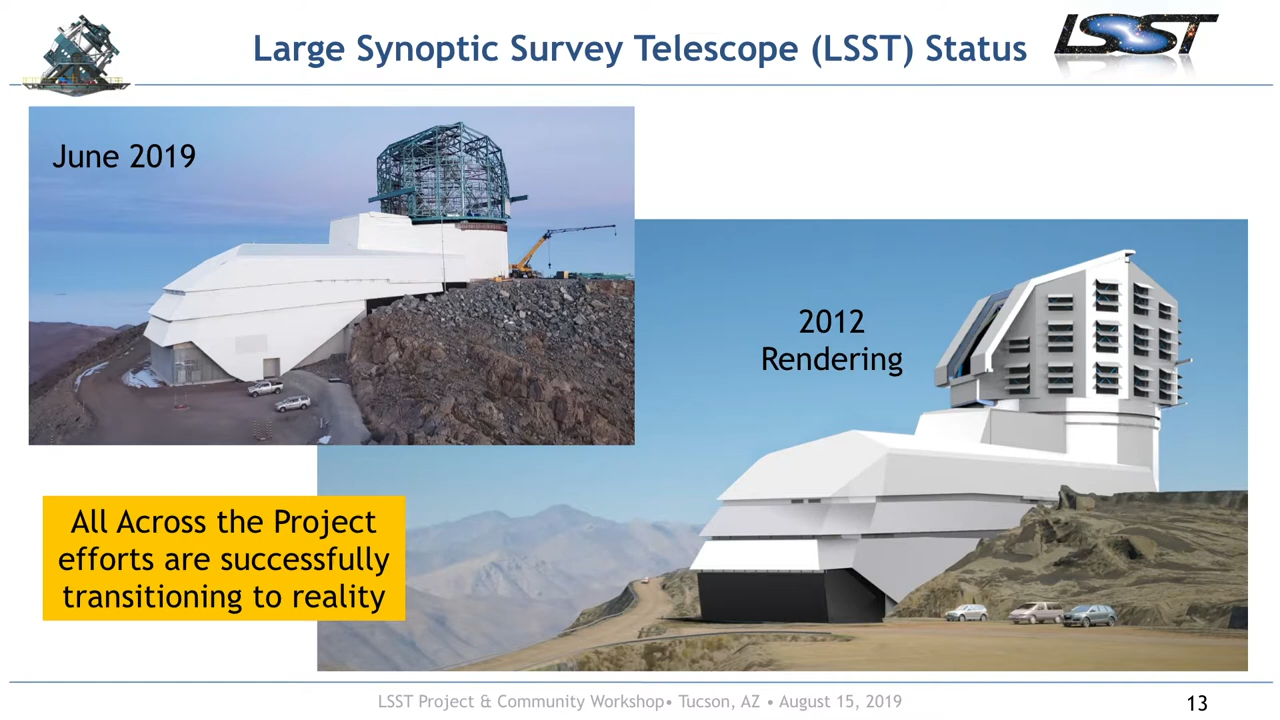 Large Synoptic Survey Telescope (LSST) Status
LSST
June 2019
2012
Rendering
All Across the Project
efforts are successfully
transitioning to reality
LSST Project & Community Workshop• Tucson, AZ • August 15, 2019
13